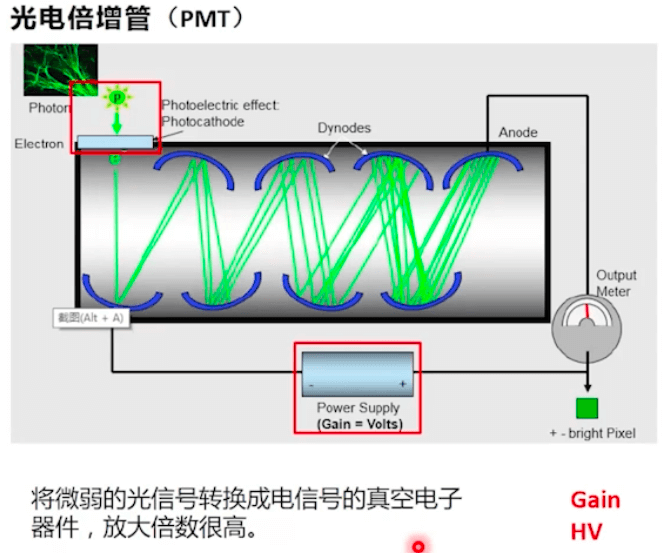 光电倍增管（PMT）
Photon
Photoelectric effect:
Photocathode
Electron
Dynodes
Anode
Output
Meter
截图(Alt + A)
- +
Power Supply
(Gain = Volts)
+ - bright Pixel
将微弱的光信号转换成电信号的真空电子
器件，放大倍数很高。
Gain
HV